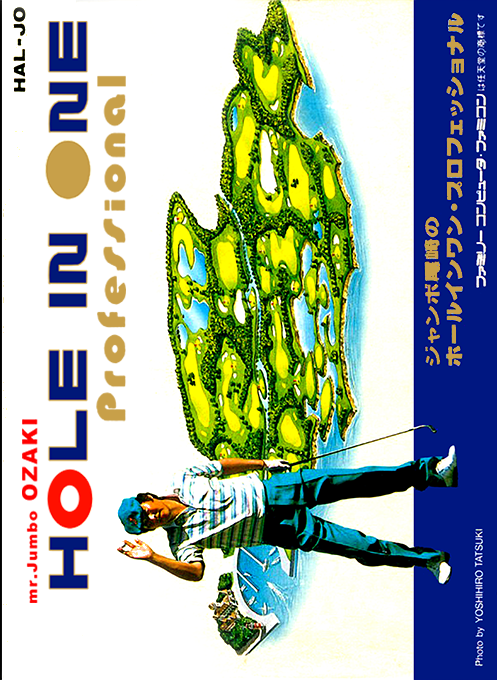 HAL-JO
mr.Jumbo OZAKI
HOLE IN ONE
Professional
ジャンボ尾崎の
ホールインワン・プロフェッショナル
ファミリー コンピュータ・ファミコンは任天堂の商標です
Photo by YOSHIHIRO TATSUKI